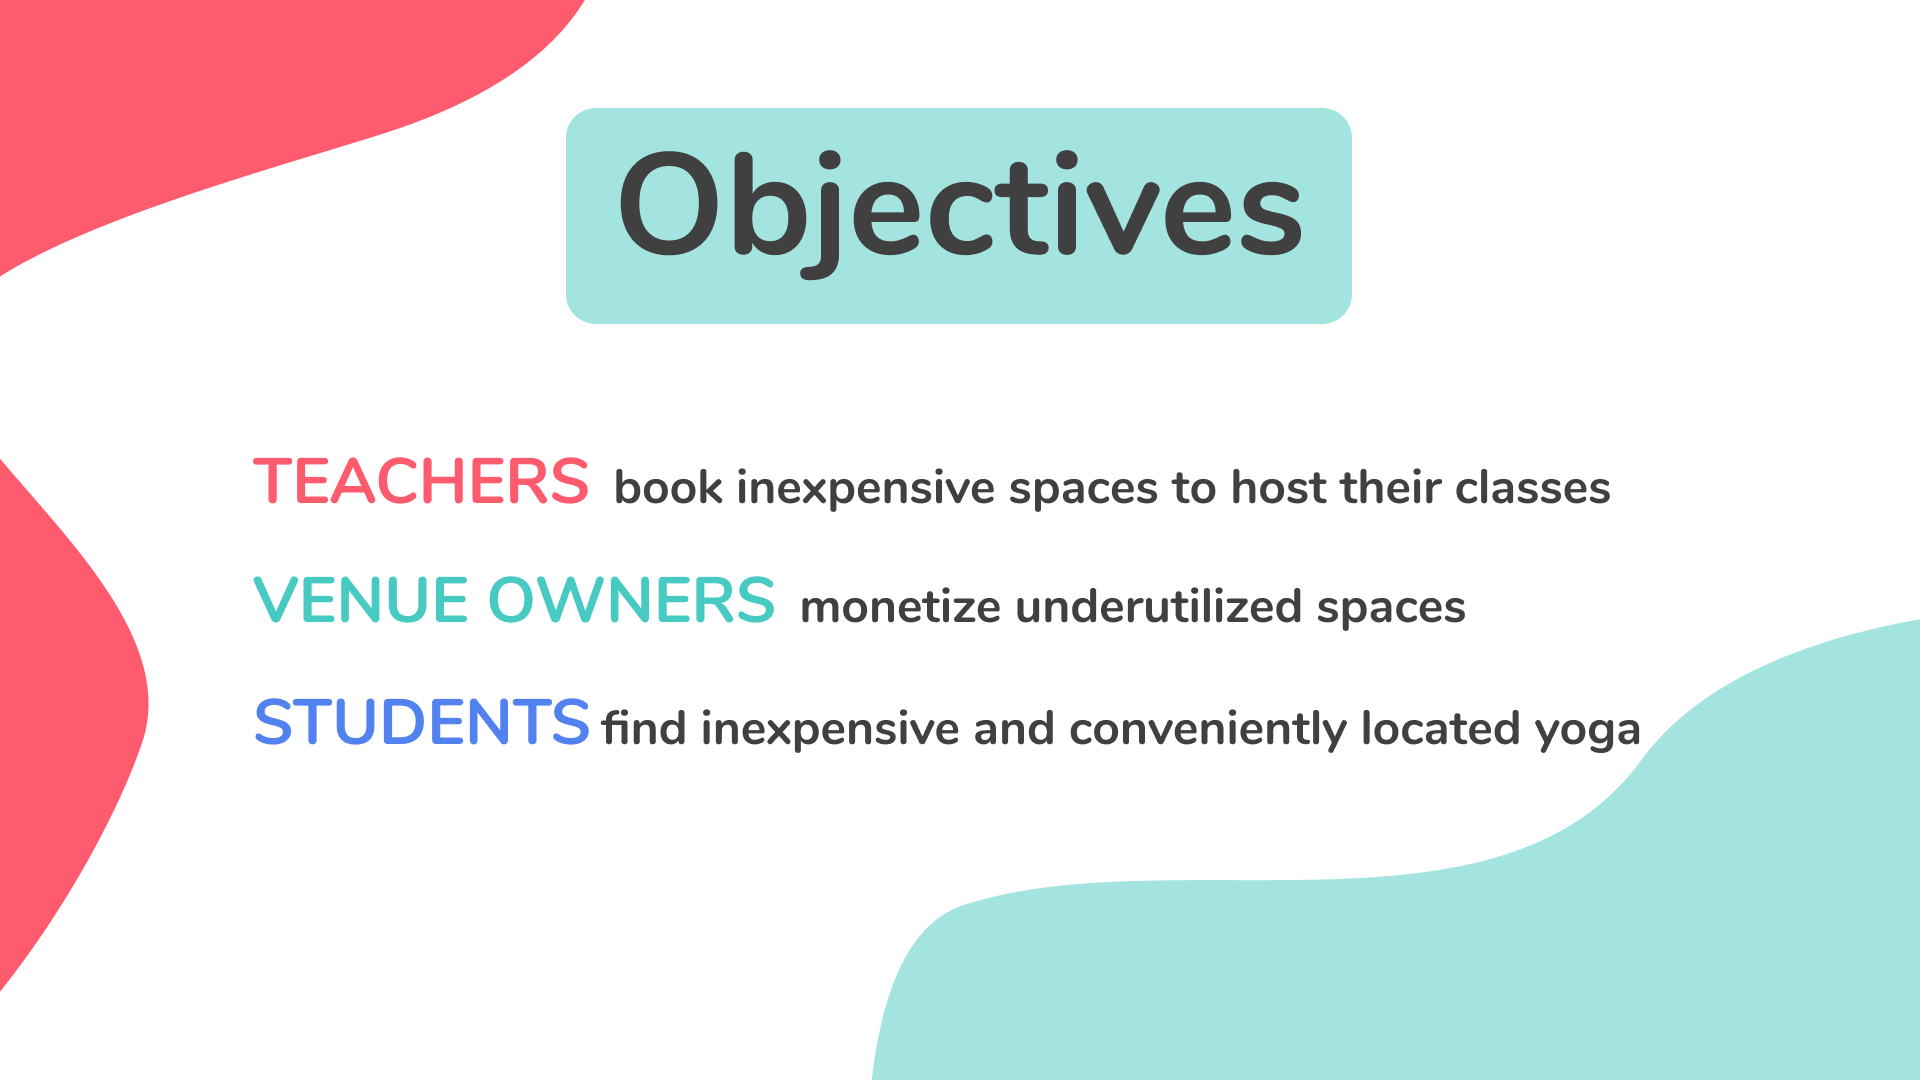 Objectives
TEACHERS book inexpensive spaces to host their classes
VENUE OWNERS monetize underutilized spaces
STUDENTS find inexpensive and conveniently located yoga